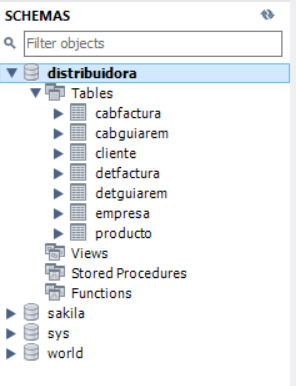 SCHEMAS
Filter objects
distribuidora
Tables
cabfactura
cabguiarem
cliente
detfactura
detguiarem
empresa
producto
Views
Stored Procedures
Functions
sakila
sys
world